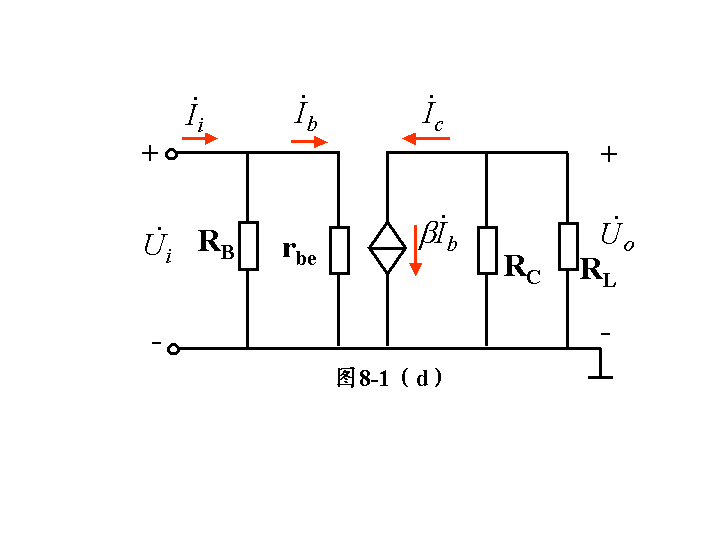 İi İb İc
+ +
U̇i RB rbe βİb RC RL U̇o
- -
图8-1（d）